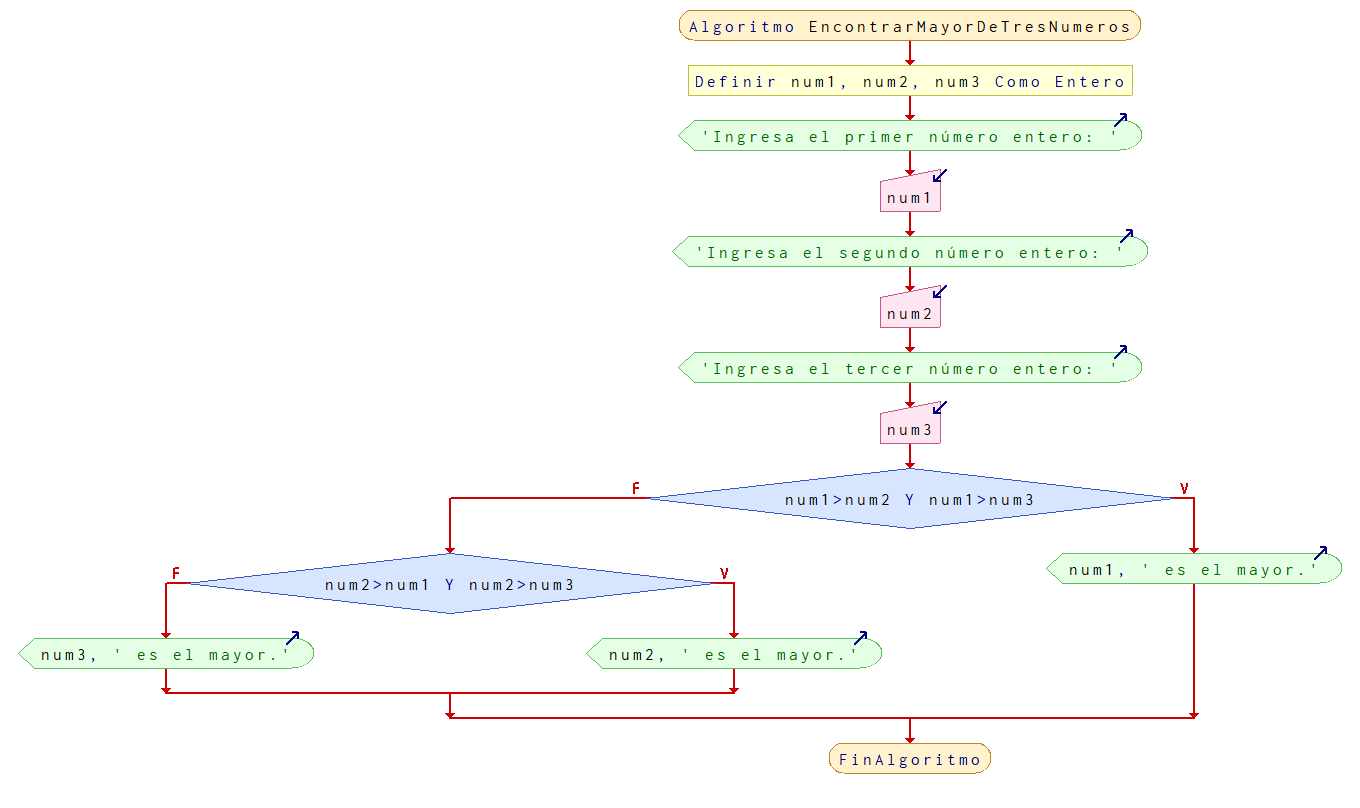 Algoritmo EncontrarMayorDeTresNumeros
Definir num1, num2, num3 Como Entero
'Ingresa el primer número entero: '
num1
'Ingresa el segundo número entero: '
num2
'Ingresa el tercer número entero: '
num3
F
V
num1>num2 Y num1>num3
F
V
num2>num1 Y num2>num3
num1, ' es el mayor.'
num3, ' es el mayor.'
num2, ' es el mayor.'
FinAlgoritmo